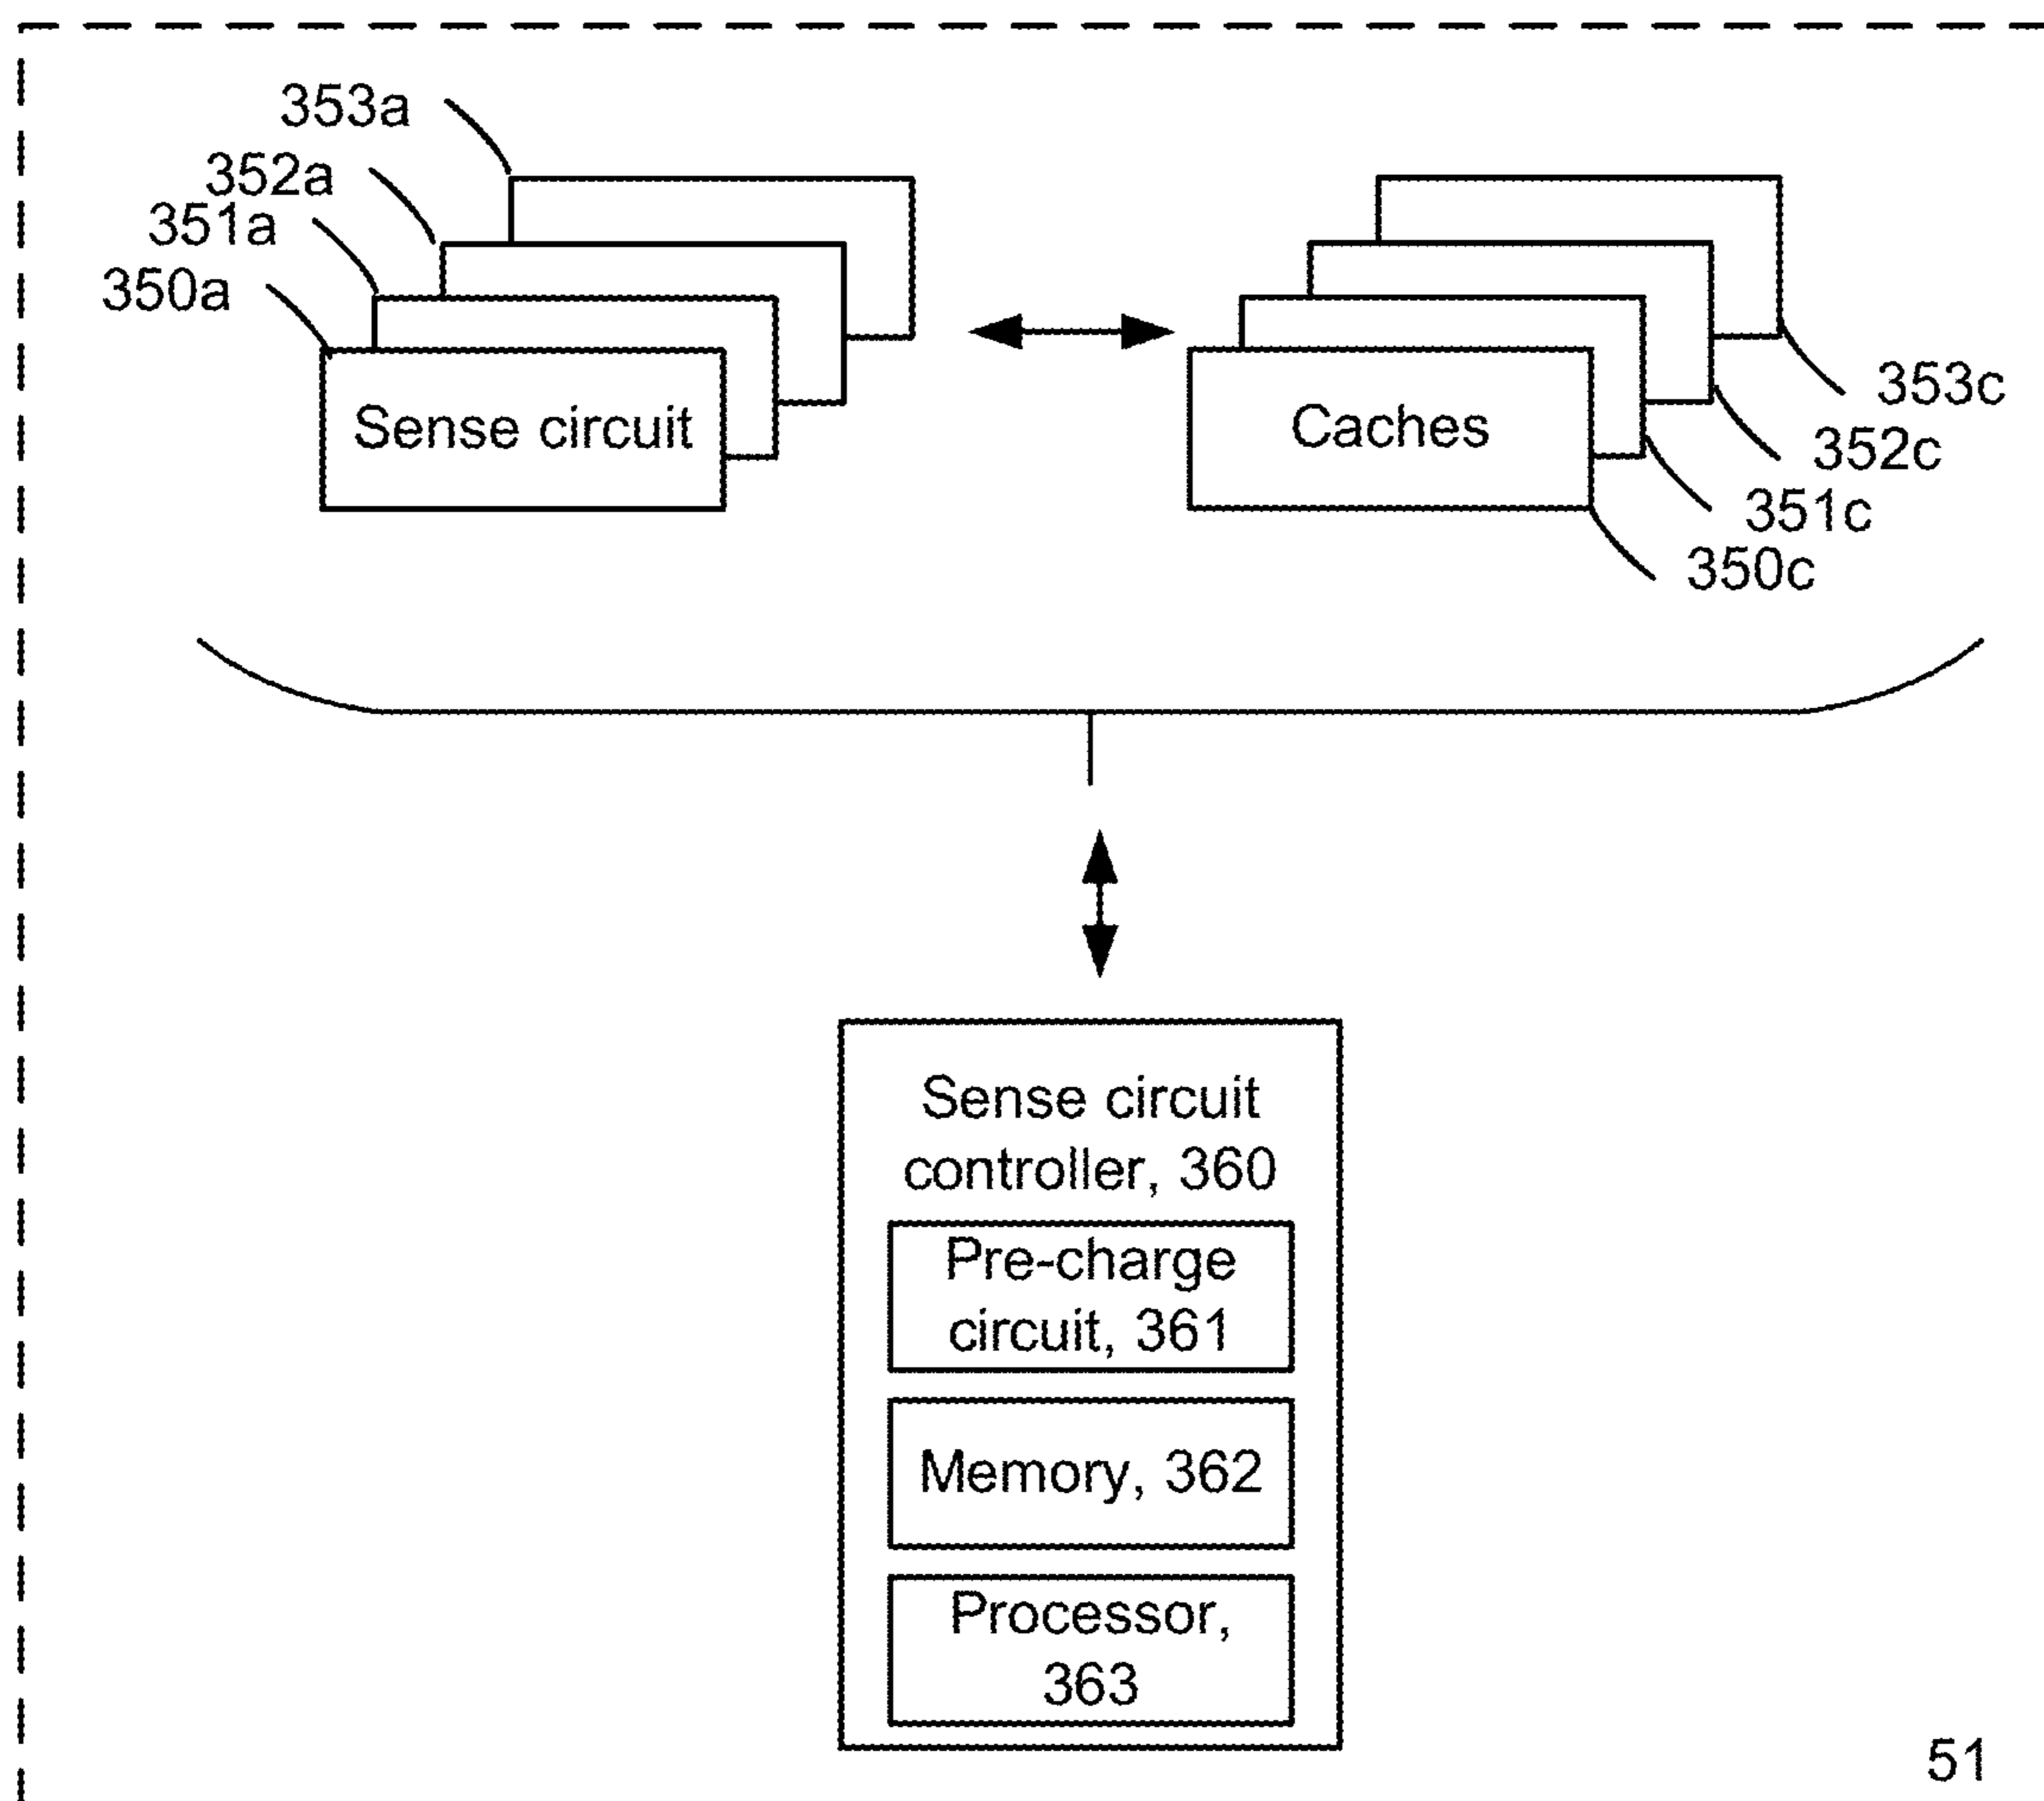 353a
352a
351a
350a
Sense circuit
Caches
353c
352c
351c
350c
Sense circuit
controller, 360
Pre-charge
circuit, 361
Memory, 362
Processor,
363
51